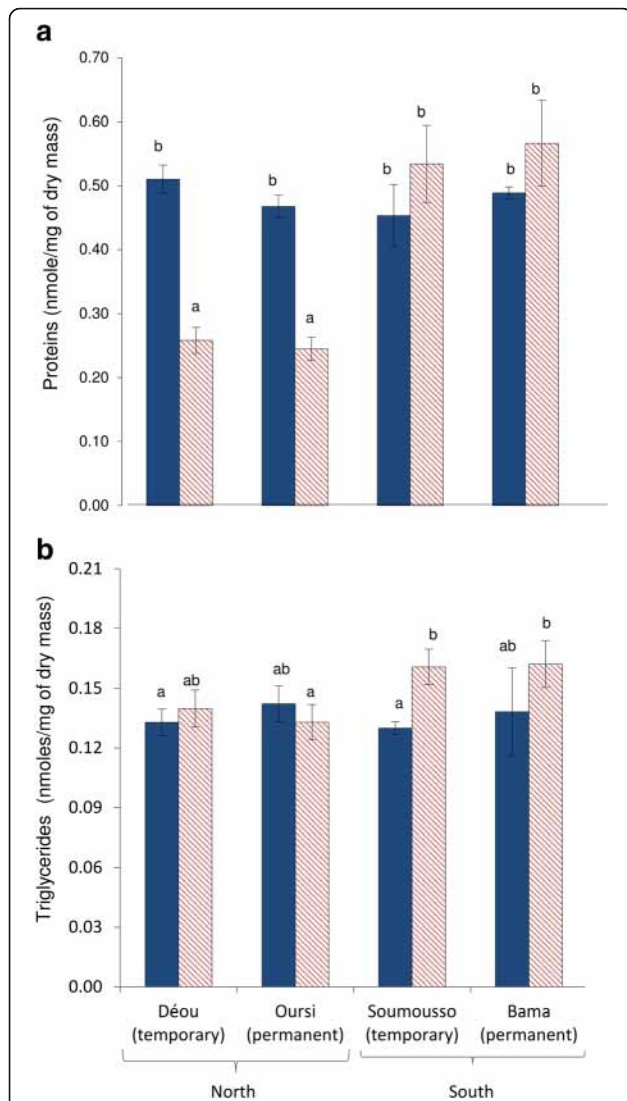 a
0.70
b
b
0.60
b
b
b
b
0.50
0.40
a
a
0.30
0.20
0.10
0.00
Proteins (nmole/mg of dry mass)
b
0.21
0.18
b
b
ab
ab
a
ab
a
a
0.15
0.12
0.09
0.06
0.03
0.00
Triglycerides (nmoles/mg of dry mass)
Déou Oursi Soumousso Bama
(temporary) (permanent) (temporary) (permanent)
North South